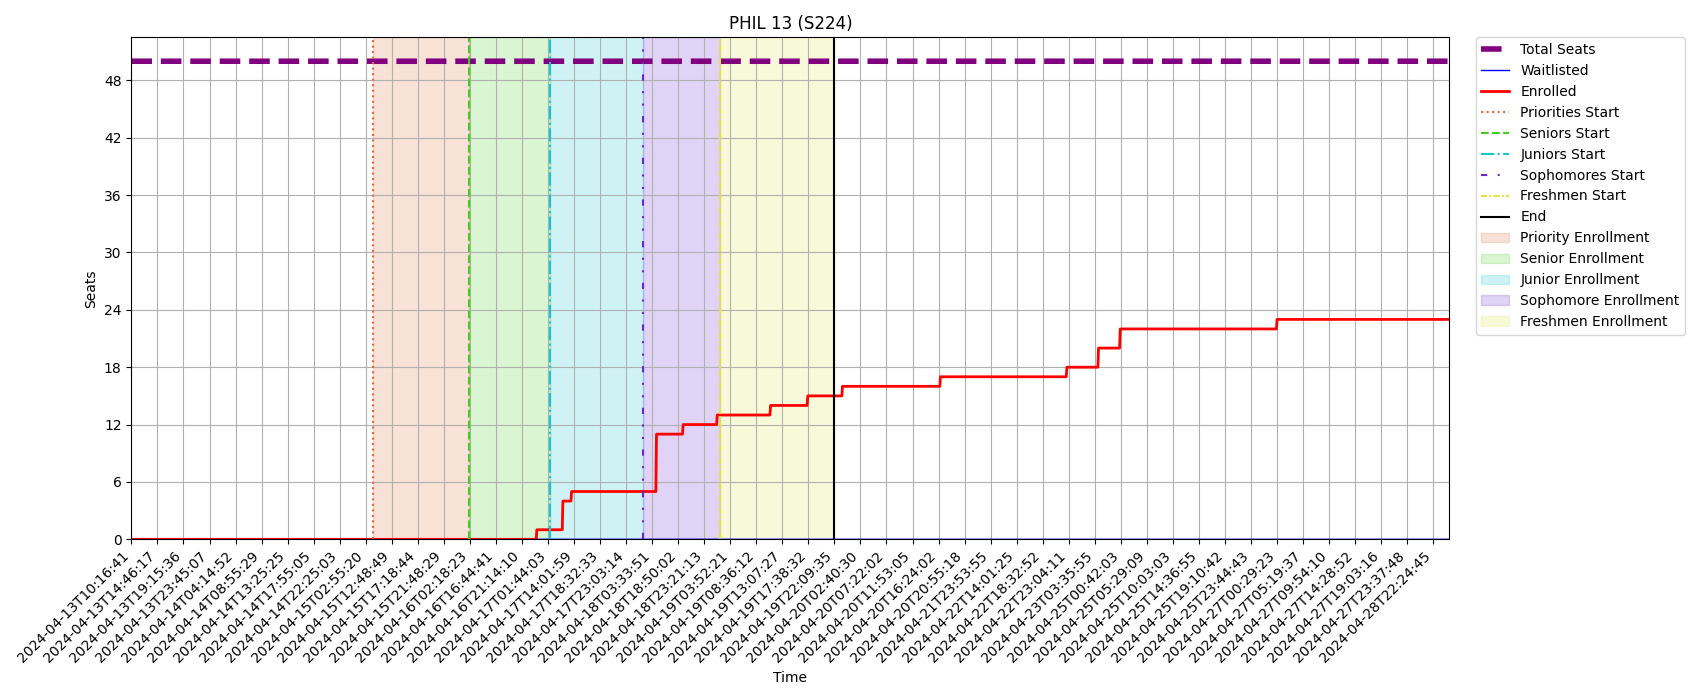 PHIL 13 (S224)
Total Seats
Waitlisted
Enrolled
Priorities Start
Seniors Start
Juniors Start
Sophomores Start
Freshmen Start
End
Priority Enrollment
Senior Enrollment
Junior Enrollment
Sophomore Enrollment
Freshmen Enrollment
Seats
48
42
36
30
24
18
12
6
0
2024-04-13T10:16:41
2024-04-13T14:46:17
2024-04-13T19:15:36
2024-04-13T23:45:07
2024-04-14T04:14:52
2024-04-14T08:55:29
2024-04-14T13:25:25
2024-04-14T17:55:05
2024-04-14T22:25:03
2024-04-15T02:55:20
2024-04-15T12:48:49
2024-04-15T17:18:44
2024-04-15T21:48:29
2024-04-16T02:18:23
2024-04-16T16:44:41
2024-04-16T21:14:10
2024-04-17T01:44:03
2024-04-17T14:01:59
2024-04-17T18:32:33
2024-04-17T23:03:14
2024-04-18T03:33:51
2024-04-18T18:50:02
2024-04-18T23:21:13
2024-04-19T03:52:21
2024-04-19T08:36:12
2024-04-19T13:07:27
2024-04-19T17:38:32
2024-04-19T22:09:35
2024-04-20T02:40:30
2024-04-20T07:22:02
2024-04-20T11:53:05
2024-04-20T16:24:02
2024-04-20T20:55:18
2024-04-21T23:53:55
2024-04-22T14:01:25
2024-04-22T18:32:52
2024-04-22T23:04:11
2024-04-23T03:35:55
2024-04-25T00:42:03
2024-04-25T05:29:09
2024-04-25T10:03:03
2024-04-25T14:36:55
2024-04-25T19:10:42
2024-04-25T23:44:43
2024-04-27T00:29:23
2024-04-27T05:19:37
2024-04-27T09:54:10
2024-04-27T14:28:52
2024-04-27T19:03:16
2024-04-27T23:37:48
2024-04-28T22:24:45
Time